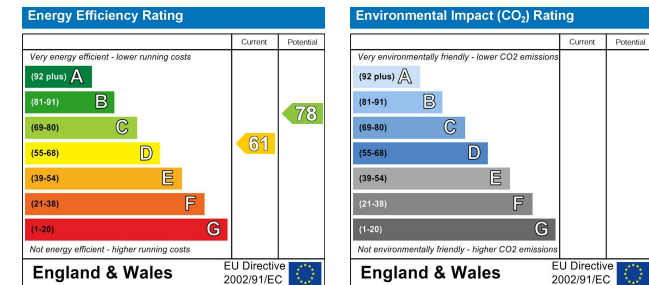 Energy Efficiency Rating
Current Potential
Very energy efficient - lower running costs
(92 plus) A
(81-91) B
(69-80) C
(55-68) D
(39-54) E
(21-38) F
(1-20) G
61
78
Not energy efficient - higher running costs
England & Wales
EU Directive
2002/91/EC
Environmental Impact (CO₂) Rating
Current Potential
Very environmentally friendly - lower CO2 emissions
(92 plus) A
(81-91) B
(69-80) C
(55-68) D
(39-54) E
(21-38) F
(1-20) G
Not environmentally friendly - higher CO2 emissions
England & Wales
EU Directive
2002/91/EC